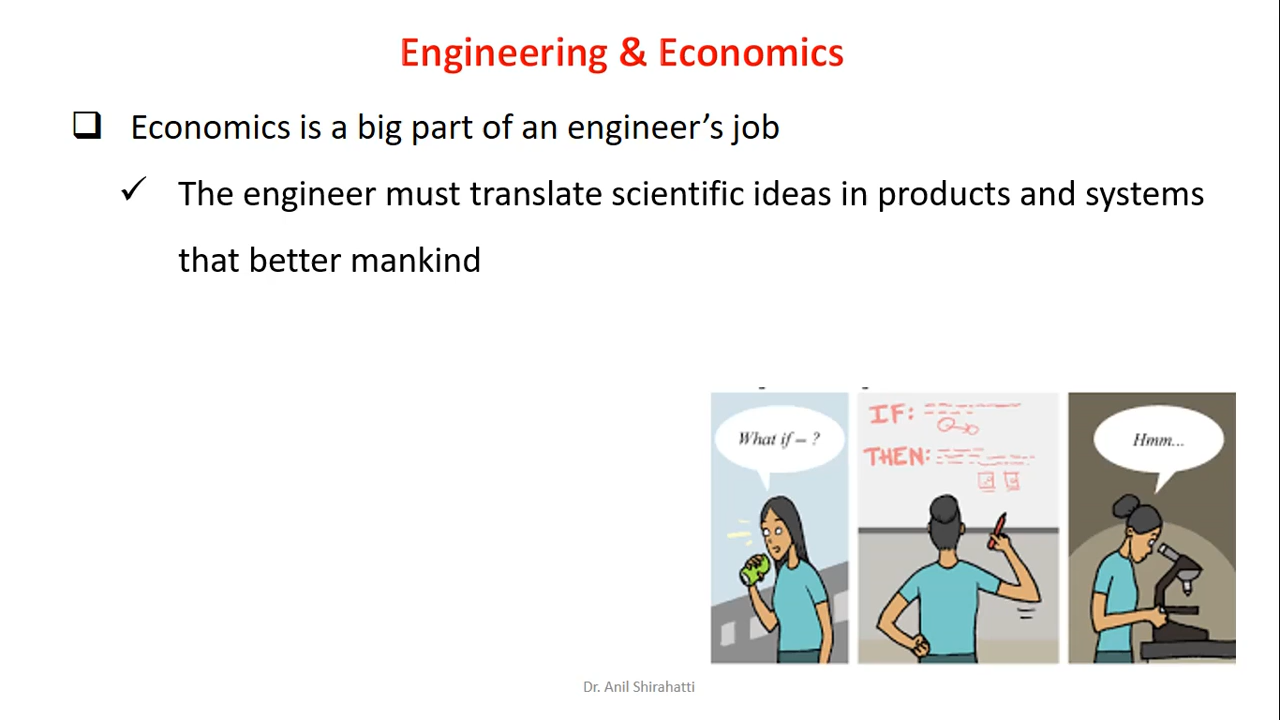 Engineering & Economics
Economics is a big part of an engineer’s job
The engineer must translate scientific ideas in products and systems
that better mankind
What if – ?
IF:
THEN:
Hmm...
Dr. Anil Shirahatti